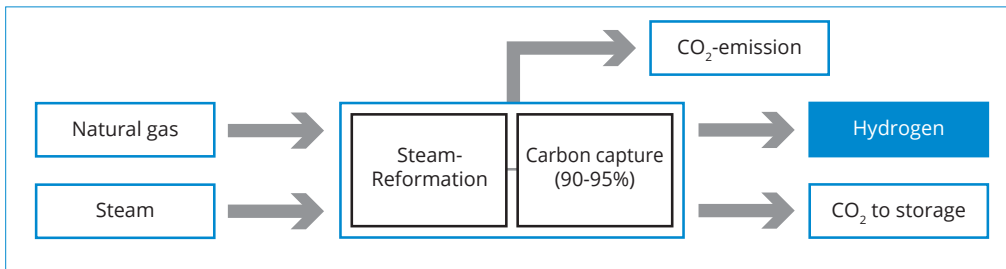 CO₂-emission
Natural gas
Steam-
Reformation
Carbon capture
(90-95%)
Hydrogen
Steam
CO₂ to storage